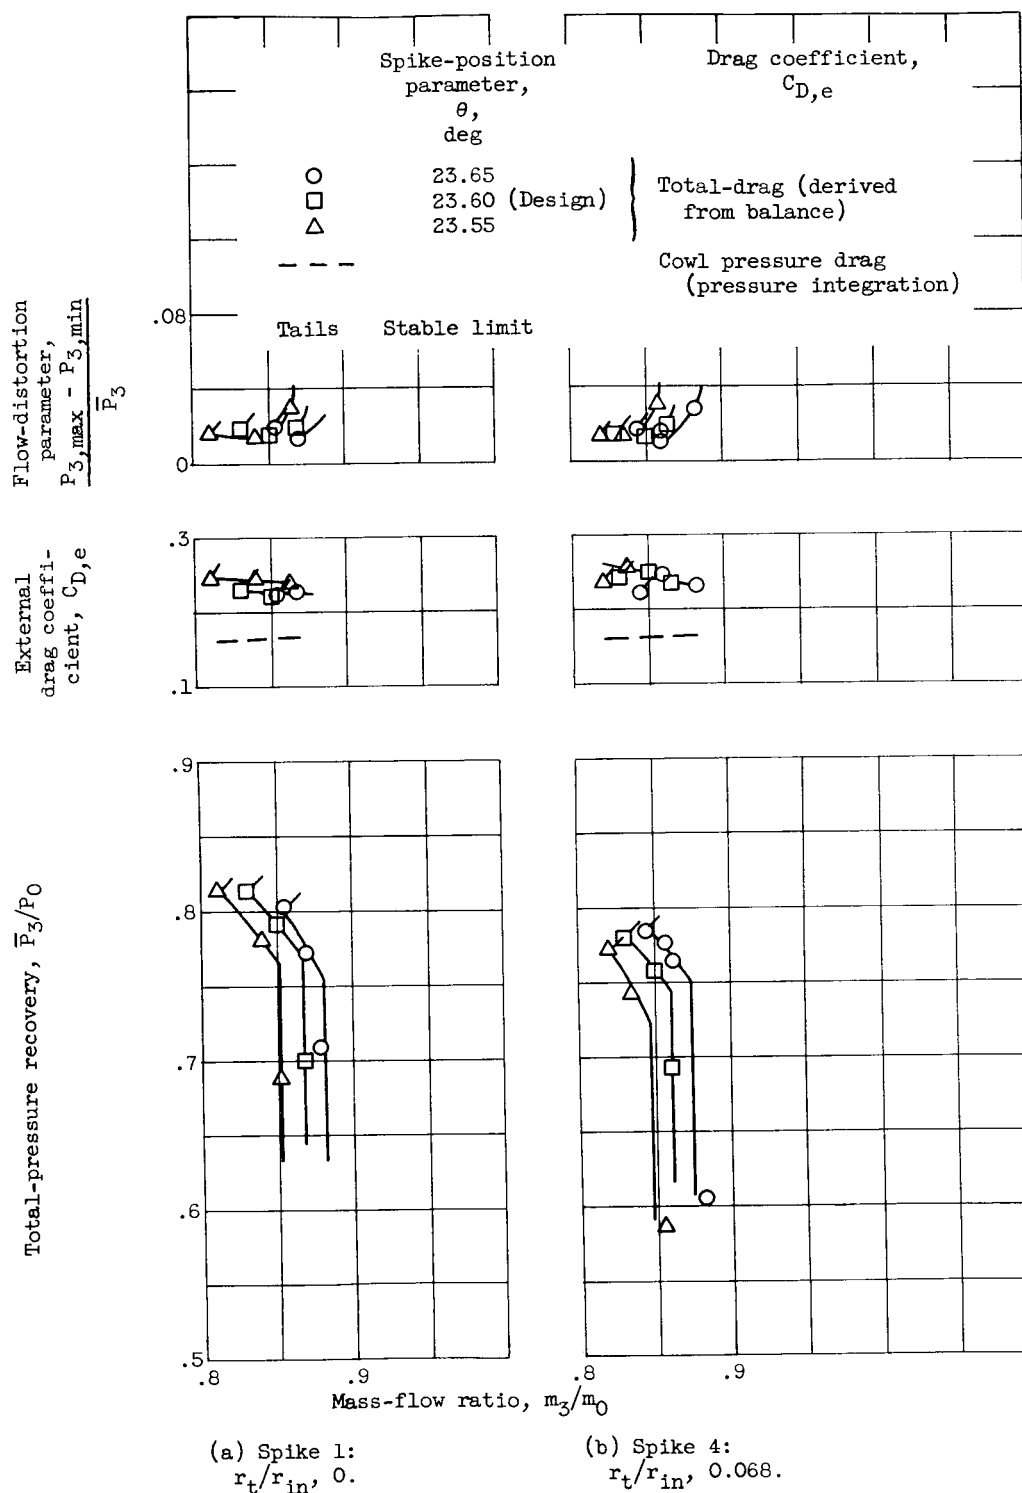 Spike-position
parameter,
θ,
deg
Drag coefficient,
C_D,e
23.65
23.60 (Design)
23.55
Total-drag (derived
from balance)
Cowl pressure drag
(pressure integration)
Tails Stable limit
Flow-distortion
parameter,
P_3,max - P_3,min
P̅_3
.08
0
External
drag coeffi-
cient, C_D,e
.3
.1
Total-pressure recovery, P̅_3/P_0
.9
.8
.7
.6
.5
.8 .9 .8 .9
Mass-flow ratio, m_3/m_0
(a) Spike 1:
r_t/r_in, 0.
(b) Spike 4:
r_t/r_in, 0.068.